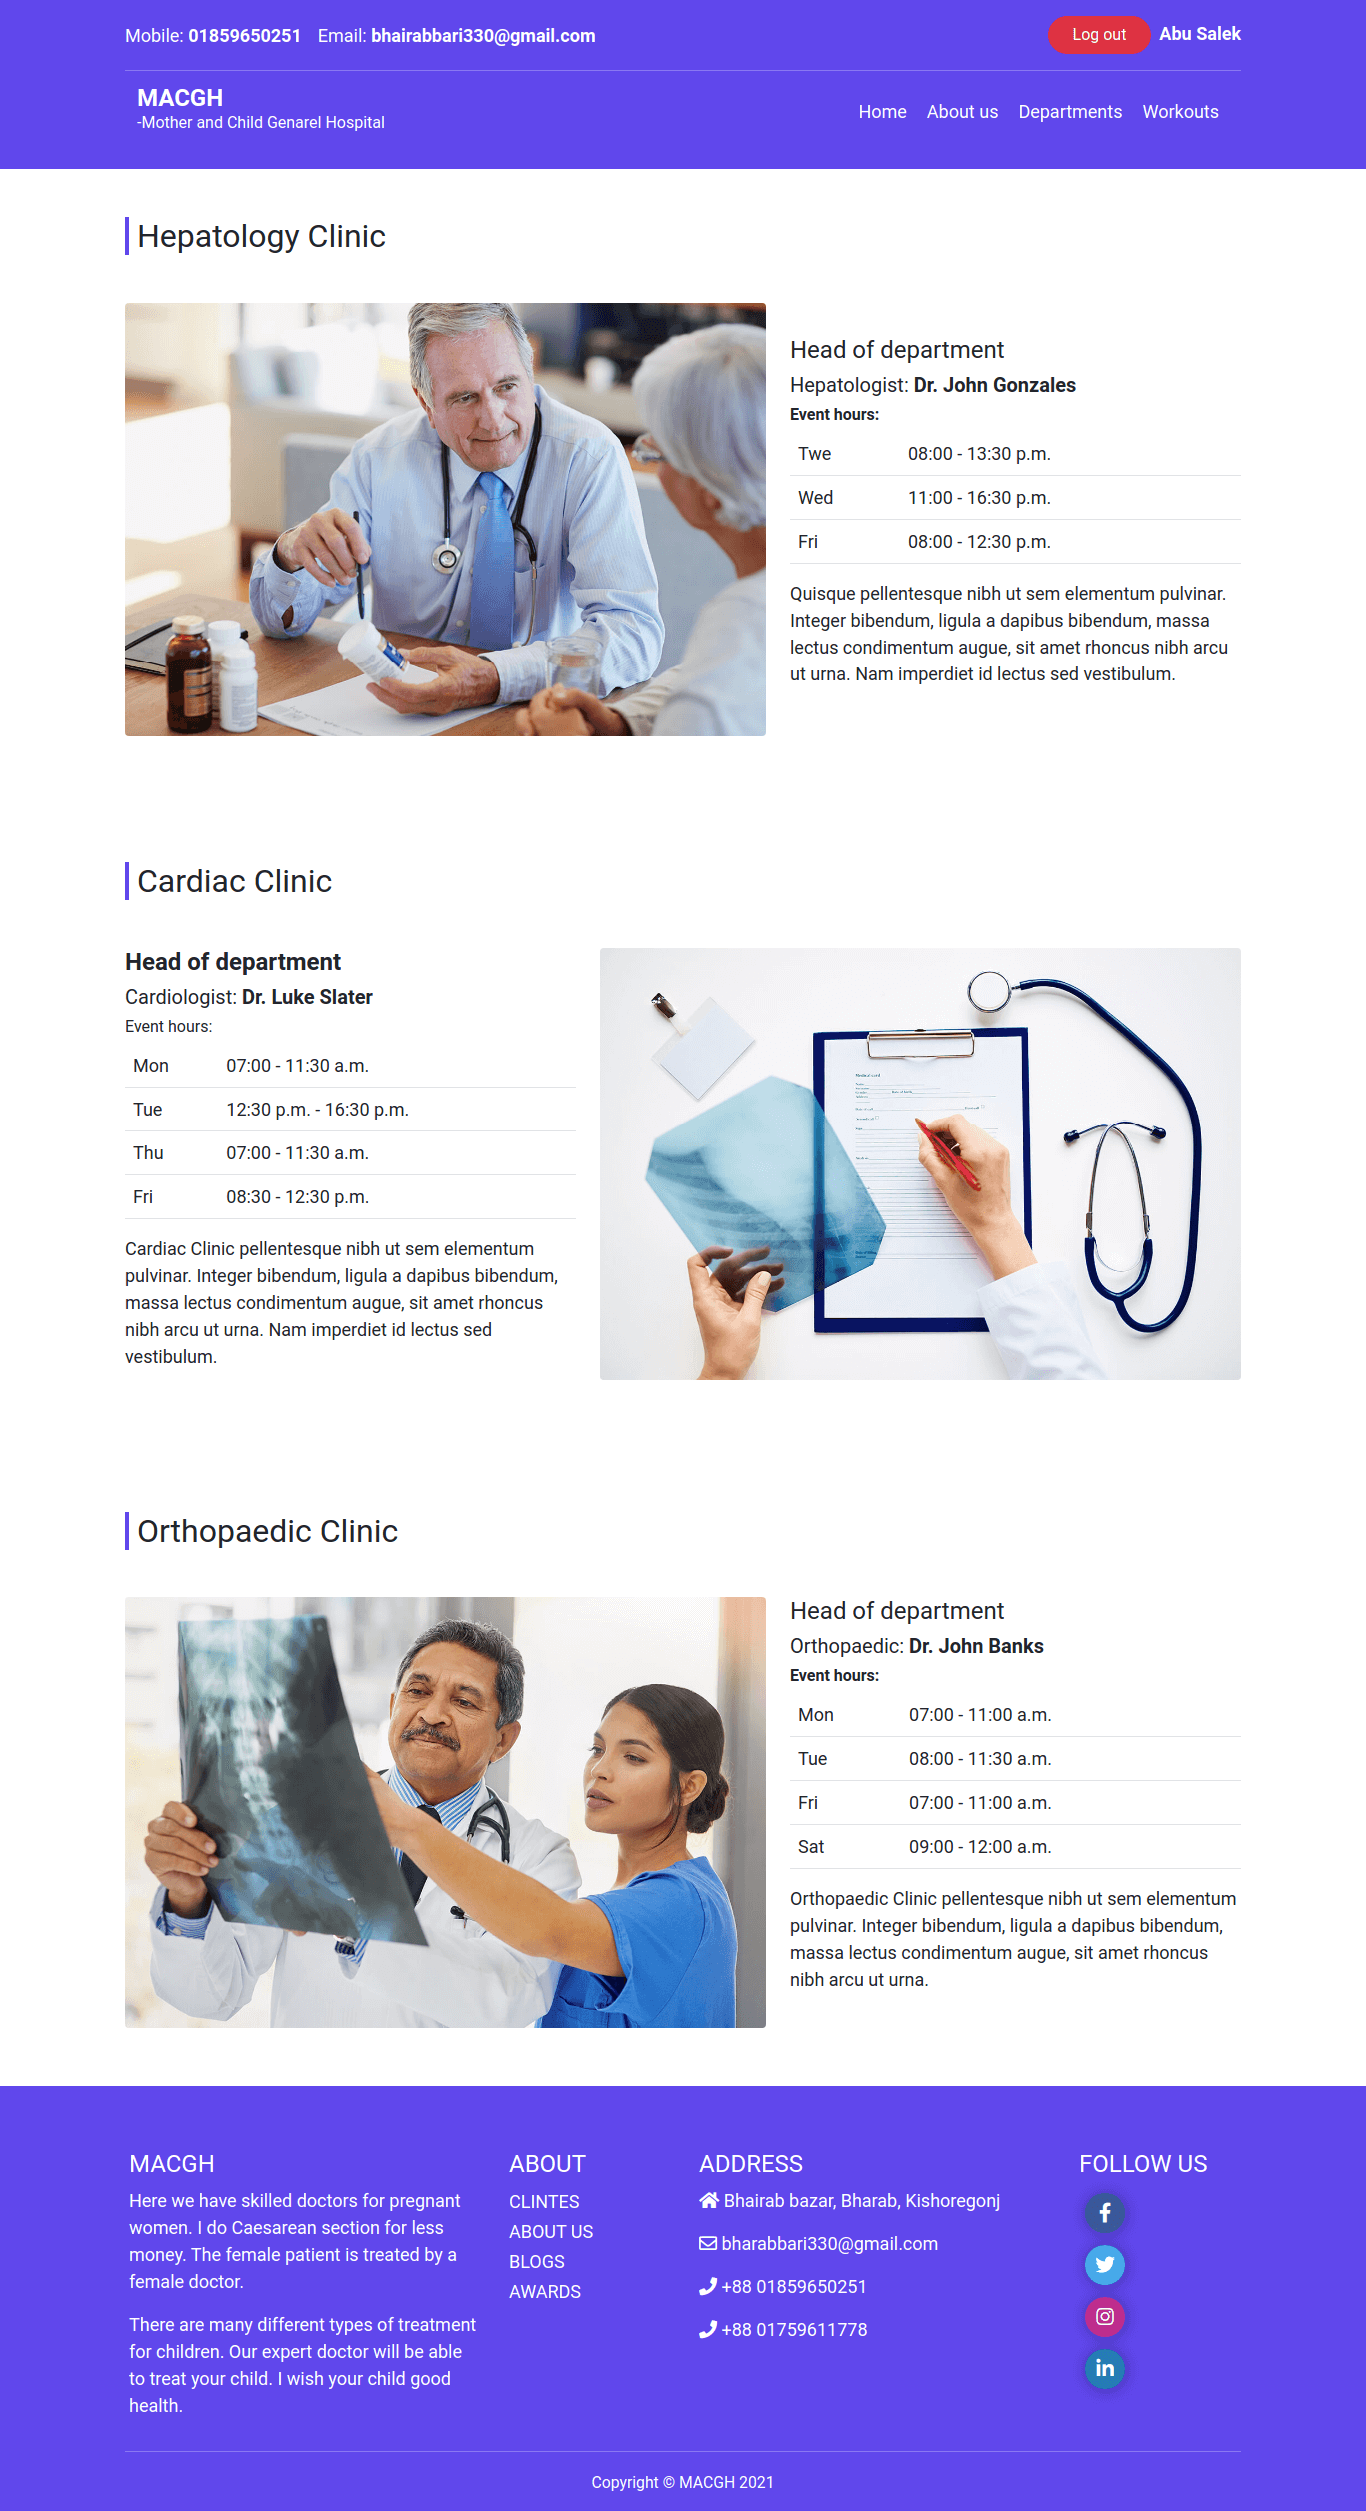 Mobile: 01859650251 Email: bhairabbari330@gmail.com
Log out Abu Salek
MACGH
-Mother and Child Genarel Hospital
Home About us Departments Workouts
Hepatology Clinic
Head of department
Hepatologist: Dr. John Gonzales
Event hours:
Twe 08:00 - 13:30 p.m.
Wed 11:00 - 16:30 p.m.
Fri 08:00 - 12:30 p.m.
Quisque pellentesque nibh ut sem elementum pulvinar.
Integer bibendum, ligula a dapibus bibendum, massa
lectus condimentum augue, sit amet rhoncus nibh arcu
ut urna. Nam imperdiet id lectus sed vestibulum.
Cardiac Clinic
Head of department
Cardiologist: Dr. Luke Slater
Event hours:
Mon 07:00 - 11:30 a.m.
Tue 12:30 p.m. - 16:30 p.m.
Thu 07:00 - 11:30 a.m.
Fri 08:30 - 12:30 p.m.
Cardiac Clinic pellentesque nibh ut sem elementum
pulvinar. Integer bibendum, ligula a dapibus bibendum,
massa lectus condimentum augue, sit amet rhoncus
nibh arcu ut urna. Nam imperdiet id lectus sed
vestibulum.
Medical card
Orthopaedic Clinic
Head of department
Orthopaedic: Dr. John Banks
Event hours:
Mon 07:00 - 11:00 a.m.
Tue 08:00 - 11:30 a.m.
Fri 07:00 - 11:00 a.m.
Sat 09:00 - 12:00 a.m.
Orthopaedic Clinic pellentesque nibh ut sem elementum
pulvinar. Integer bibendum, ligula a dapibus bibendum,
massa lectus condimentum augue, sit amet rhoncus
nibh arcu ut urna.
MACGH
Here we have skilled doctors for pregnant
women. I do Caesarean section for less
money. The female patient is treated by a
female doctor.
There are many different types of treatment
for children. Our expert doctor will be able
to treat your child. I wish your child good
health.
ABOUT
CLINTES
ABOUT US
BLOGS
AWARDS
ADDRESS
Bhairab bazar, Bharab, Kishoregonj
bharabbari330@gmail.com
+88 01859650251
+88 01759611778
FOLLOW US
Copyright © MACGH 2021